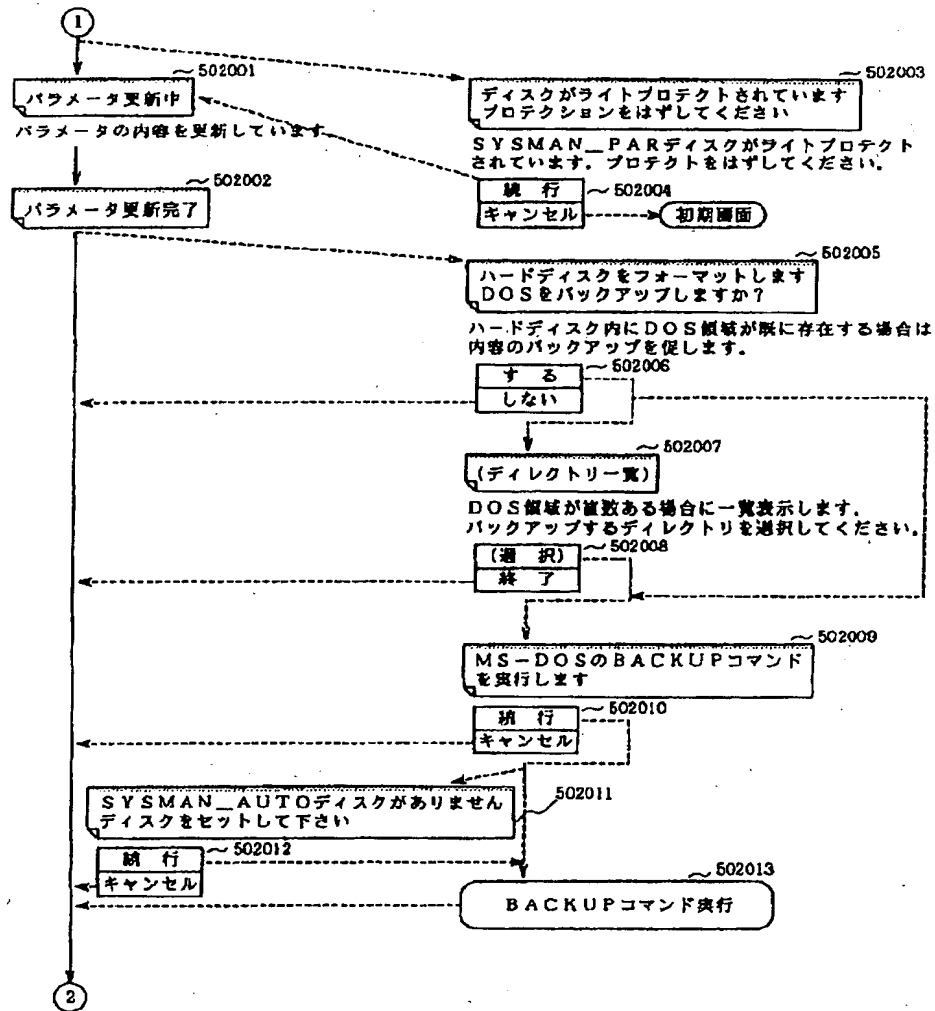 1
502001
パラメータ更新中
パラメータの内容を更新しています
502002
パラメータ更新完了
502003
ディスクがライトプロテクトされています
プロテクションをはずしてください
SYSMAN_PARディスクがライトプロテクト
されています．プロテクトをはずしてください．
502004
続 行
キャンセル
初期画面
502005
ハードディスクをフォーマットします
DOSをバックアップしますか？
ハードディスク内にDOS領域が既に存在する場合は
内容のバックアップを促します．
502006
す る
しない
502007
(ディレクトリ一覧)
DOS領域が複数ある場合に一覧表示します．
バックアップするディレクトリを選択してください．
502008
(選 択)
終 了
502009
MS-DOSのBACKUPコマンド
を実行します
502010
続 行
キャンセル
SYSMAN_AUTOディスクがありません
ディスクをセットして下さい
502011
502012
続 行
キャンセル
502013
BACKUPコマンド実行
2